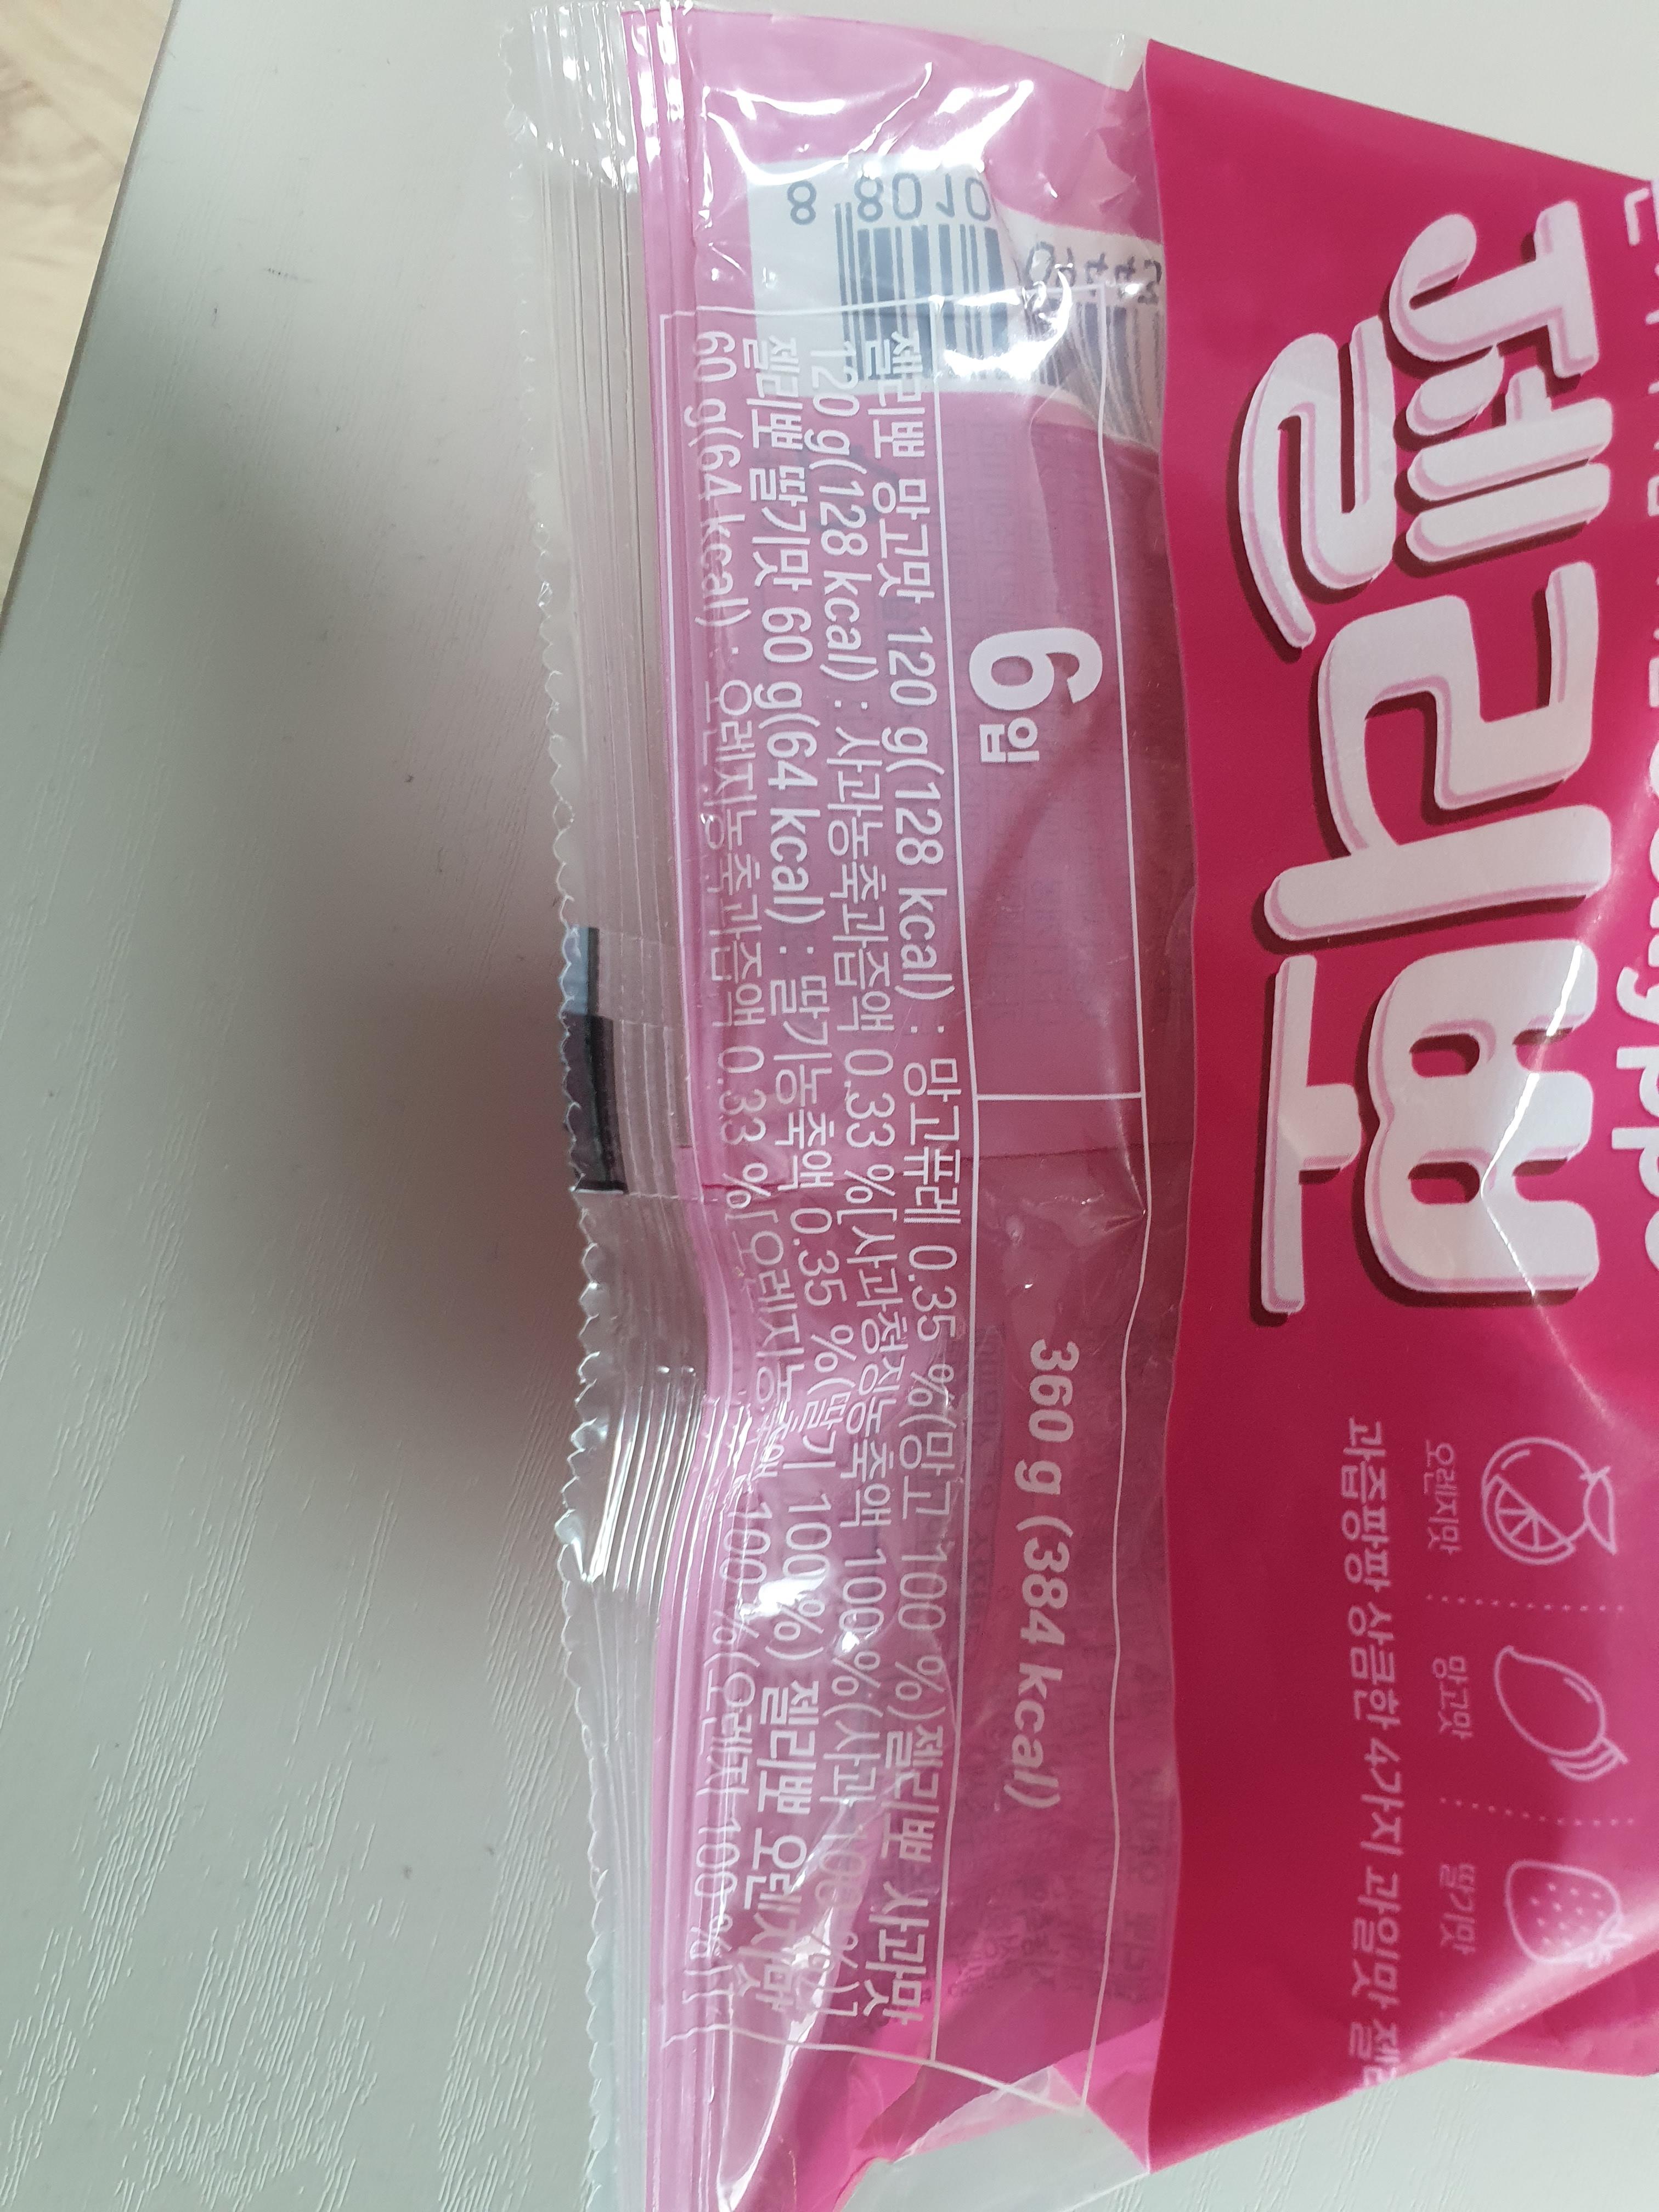 젤리뽀
오렌지맛
망고맛
딸기맛
과즙팡팡 상큼한 4가지 과일맛
6입
360 g (384 kcal)
젤리뽀 망고맛 120 g(128 kcal) : 망고퓨레 0.35 %(망고 100 %)젤리뽀 사과맛
120 g(128 kcal) : 사과농축과즙액 0.33 %[사과청징농축액 100 %(사과 100 %)]
젤리뽀 딸기맛 60 g(64 kcal) : 딸기농축액 0.35 %(딸기 100%) 젤리뽀 오렌지맛
60 g(64 kcal) : 오렌지농축과즙액 0.33 %[오렌지농축액 100 %(오렌지 100 %)]
8 8010